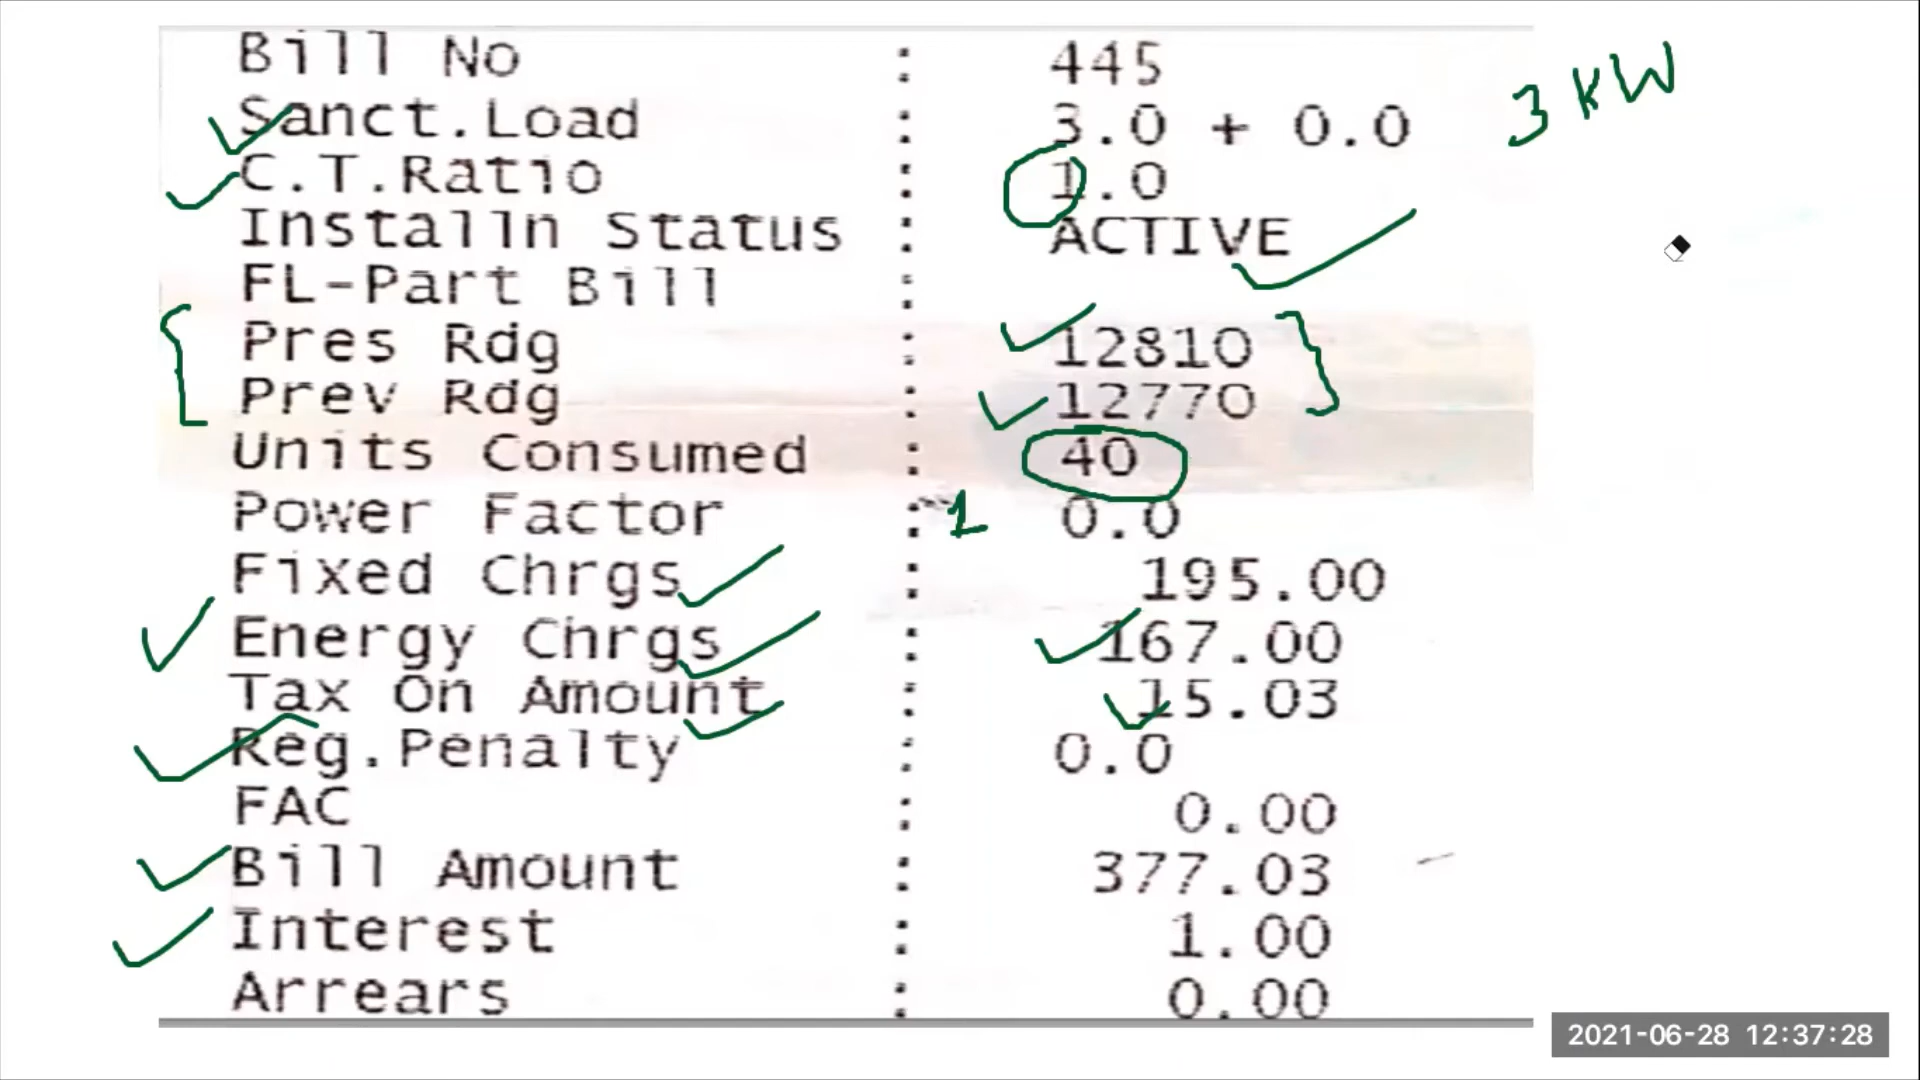 Bill No : 445
Sanct.Load : 3.0 + 0.0 3 KW
C.T.Ratio : 1.0
Installn Status : ACTIVE
FL-Part Bill :
Pres Rdg : 12810
Prev Rdg : 12770
Units Consumed : 40
Power Factor : 1 0.0
Fixed Chrgs : 195.00
Energy Chrgs : 167.00
Tax On Amount : 15.03
Reg.Penalty : 0.0
FAC : 0.00
Bill Amount : 377.03
Interest : 1.00
Arrears : 0.00
2021-06-28 12:37:28